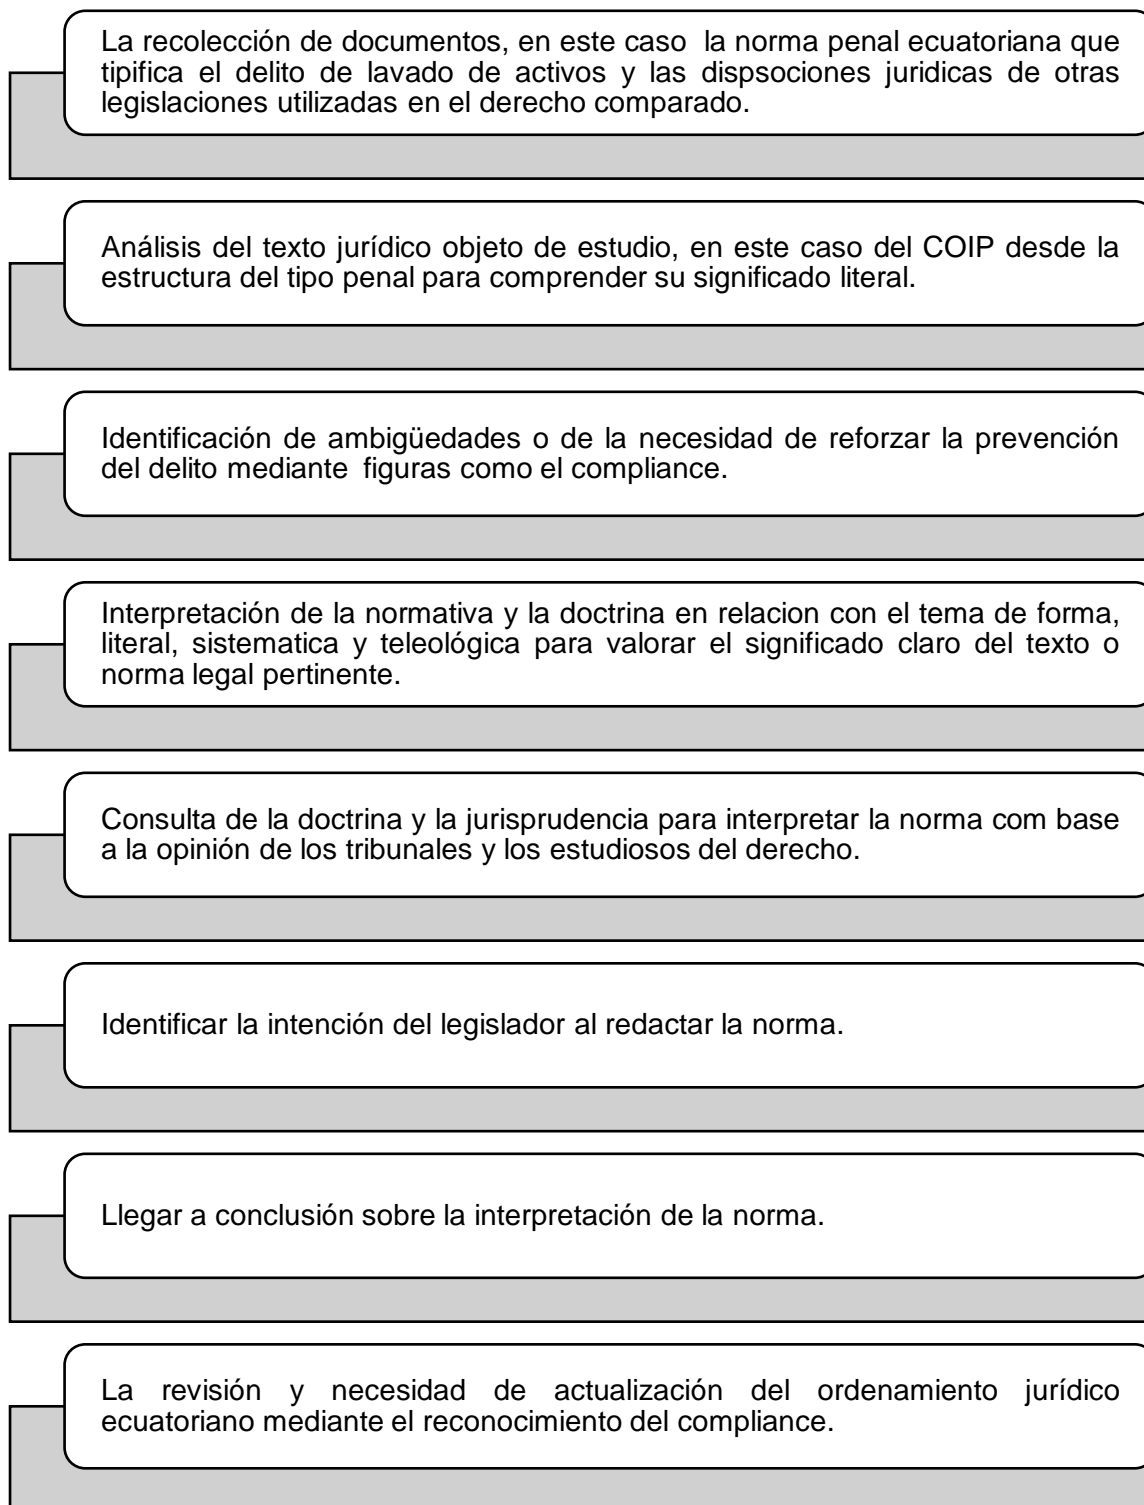 La recolección de documentos, en este caso la norma penal ecuatoriana que
tipifica el delito de lavado de activos y las dispsociones juridicas de otras
legislaciones utilizadas en el derecho comparado.
Análisis del texto jurídico objeto de estudio, en este caso del COIP desde la
estructura del tipo penal para comprender su significado literal.
Identificación de ambigüedades o de la necesidad de reforzar la prevención
del delito mediante figuras como el compliance.
Interpretación de la normativa y la doctrina en relacion con el tema de forma,
literal, sistematica y teleológica para valorar el significado claro del texto o
norma legal pertinente.
Consulta de la doctrina y la jurisprudencia para interpretar la norma com base
a la opinión de los tribunales y los estudiosos del derecho.
Identificar la intención del legislador al redactar la norma.
Llegar a conclusión sobre la interpretación de la norma.
La revisión y necesidad de actualización del ordenamiento jurídico
ecuatoriano mediante el reconocimiento del compliance.